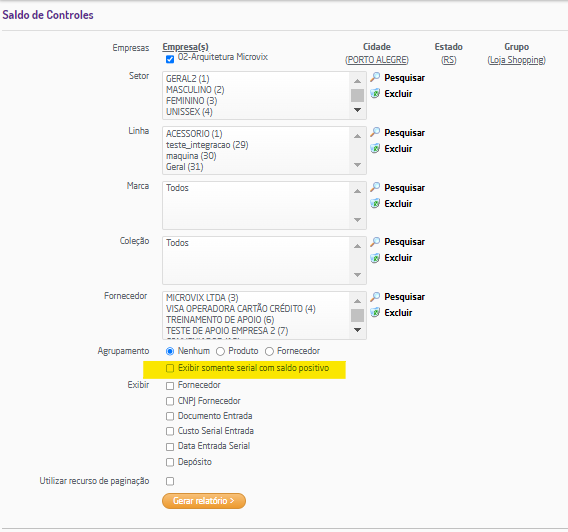 Saldo de Controles
Empresas Empresa(s) Cidade Estado Grupo
02-Arquitetura Microvix (PORTO ALEGRE) (RS) (Loja Shopping)
Setor GERAL2 (1) Pesquisar
MASCULINO (2) Excluir
FEMININO (3)
UNISSEX (4)
Linha ACESSORIO (1) Pesquisar
teste_integracao (29) Excluir
maquina (30)
Geral (31)
Marca Todos Pesquisar
Excluir
Coleção Todos Pesquisar
Excluir
Fornecedor MICROVIX LTDA (3) Pesquisar
VISA OPERADORA CARTÃO CRÉDITO (4) Excluir
TREINAMENTO DE APOIO (6)
TESTE DE APOIO EMPRESA 2 (7)
Agrupamento Nenhum Produto Fornecedor
Exibir somente serial com saldo positivo
Exibir Fornecedor
CNPJ Fornecedor
Documento Entrada
Custo Serial Entrada
Data Entrada Serial
Depósito
Utilizar recurso de paginação
Gerar relatório >